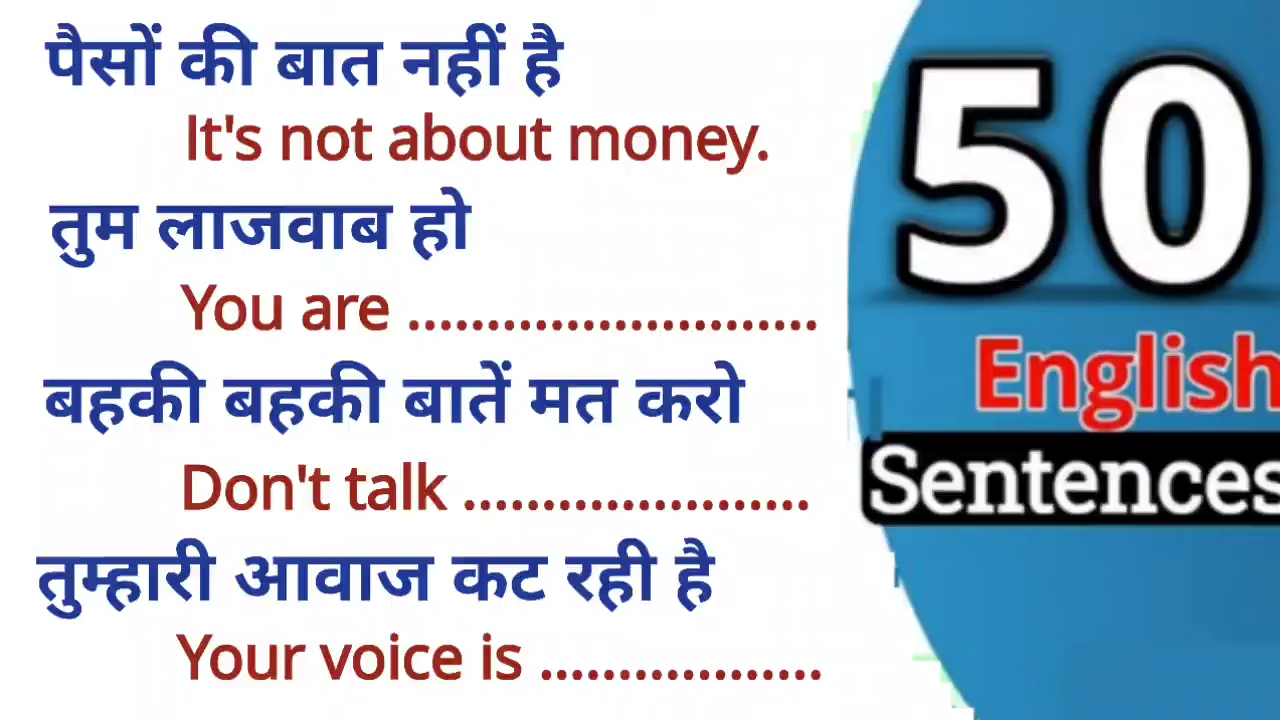 पैसों की बात नहीं है
It's not about money.
तुम लाजवाब हो
You are ..........................
बहकी बहकी बातें मत करो
Don't talk ......................
तुम्हारी आवाज कट रही है
Your voice is ..................
50
English
Sentences